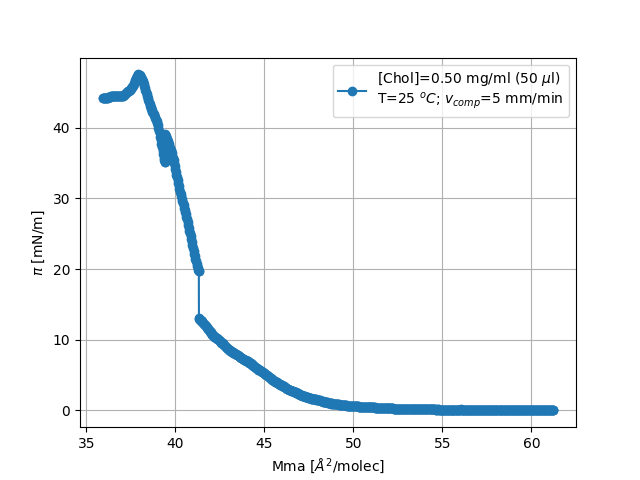 [Chol]=0.50 mg/ml (50 μl)
T=25 °C; v_comp=5 mm/min
40
30
20
10
0
π [mN/m]
35 40 45 50 55 60
Mma [Å²/molec]